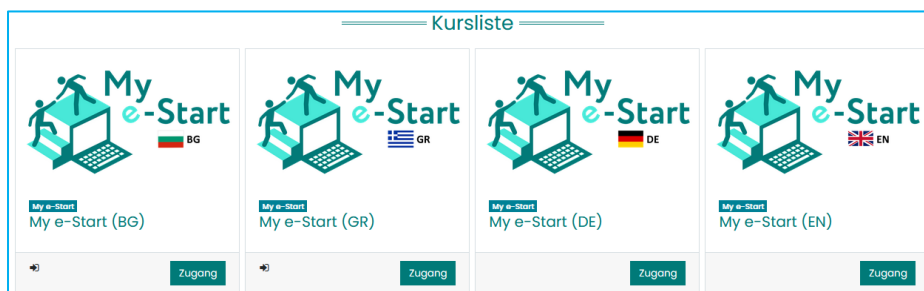 Kursliste
My
e-Start
BG
My e-Start
My e-Start (BG)
Zugang
My
e-Start
GR
My e-Start
My e-Start (GR)
Zugang
My
e-Start
DE
My e-Start
My e-Start (DE)
Zugang
My
e-Start
EN
My e-Start
My e-Start (EN)
Zugang